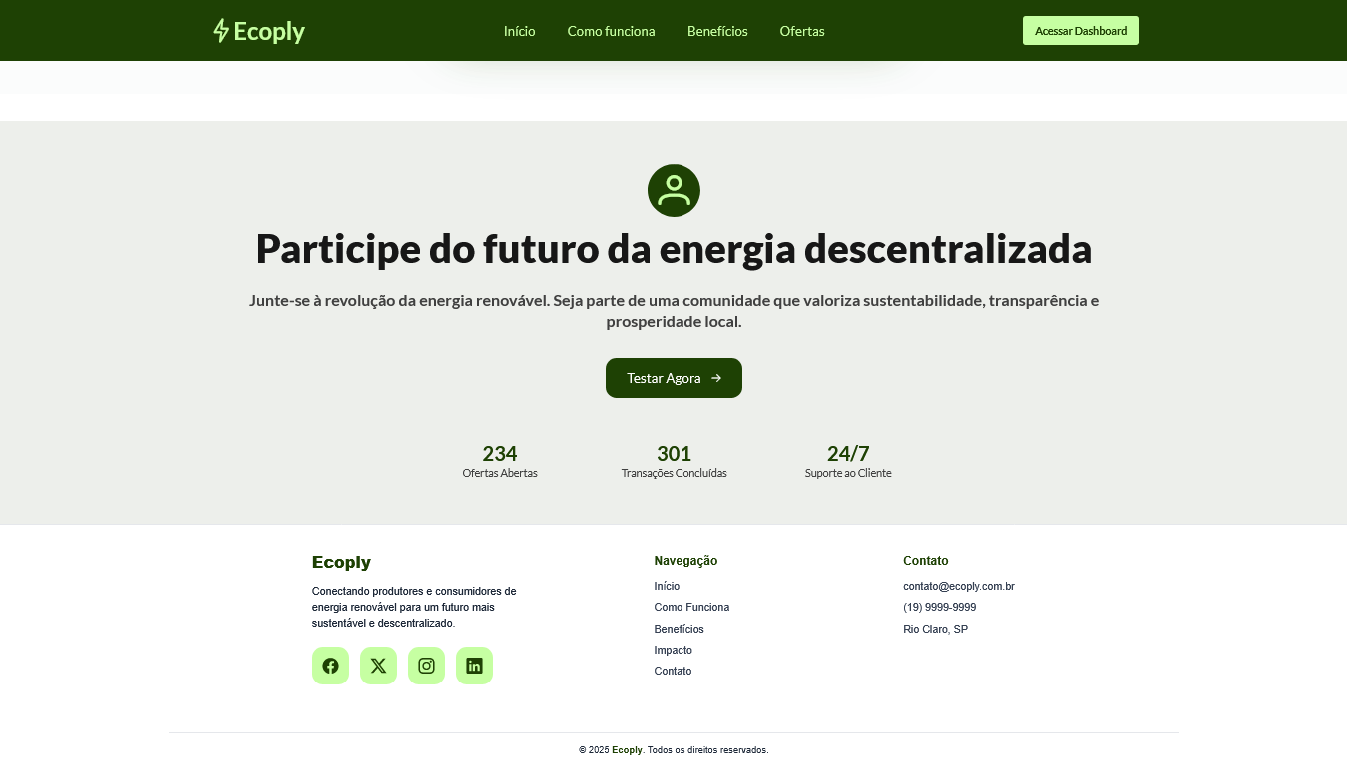 Ecoply
Início
Como funciona
Benefícios
Ofertas
Acessar Dashboard
Participe do futuro da energia descentralizada
Junte-se à revolução da energia renovável. Seja parte de uma comunidade que valoriza sustentabilidade, transparência e
prosperidade local.
Testar Agora
234
Ofertas Abertas
301
Transações Concluídas
24/7
Suporte ao Cliente
Ecoply
Conectando produtores e consumidores de
energia renovável para um futuro mais
sustentável e descentralizado.
Navegação
Início
Como Funciona
Benefícios
Impacto
Contato
Contato
contato@ecoply.com.br
(19) 9999-9999
Rio Claro, SP
© 2025 Ecoply. Todos os direitos reservados.